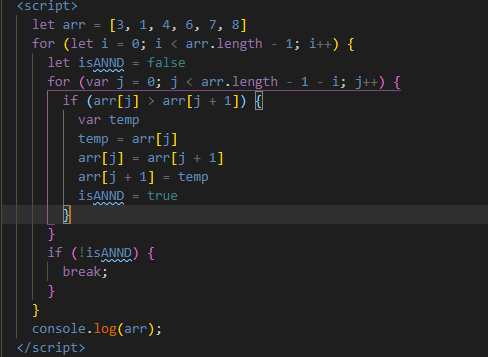 <script>
let arr = [3, 1, 4, 6, 7, 8]
for (let i = 0; i < arr.length - 1; i++) {
let isANND = false
for (var j = 0; j < arr.length - 1 - i; j++) {
if (arr[j] > arr[j + 1]) {
var temp
temp = arr[j]
arr[j] = arr[j + 1]
arr[j + 1] = temp
isANND = true
}
}
if (!isANND) {
break;
}
}
console.log(arr);
</script>